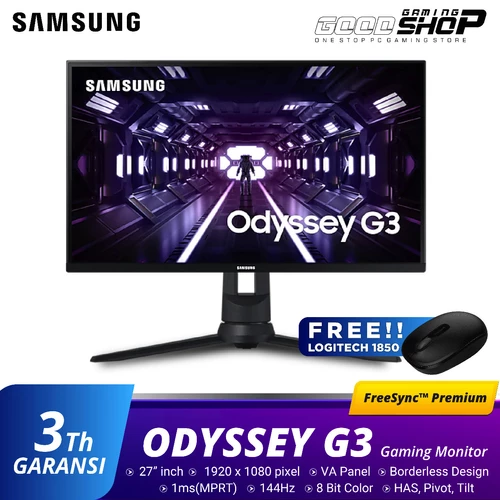 SAMSUNG
GAMING
GOODSHOP
ONE STOP PC GAMING STORE
SAMSUNG
Odyssey G3
SAMSUNG
FREE!!
LOGITECH 1850
FreeSync™ Premium
3Th
GARANSI
ODYSSEY G3 Gaming Monitor
27" inch 1920 x 1080 pixel VA Panel Borderless Design
1ms(MPRT) 144Hz 8 Bit Color HAS, Pivot, Tilt